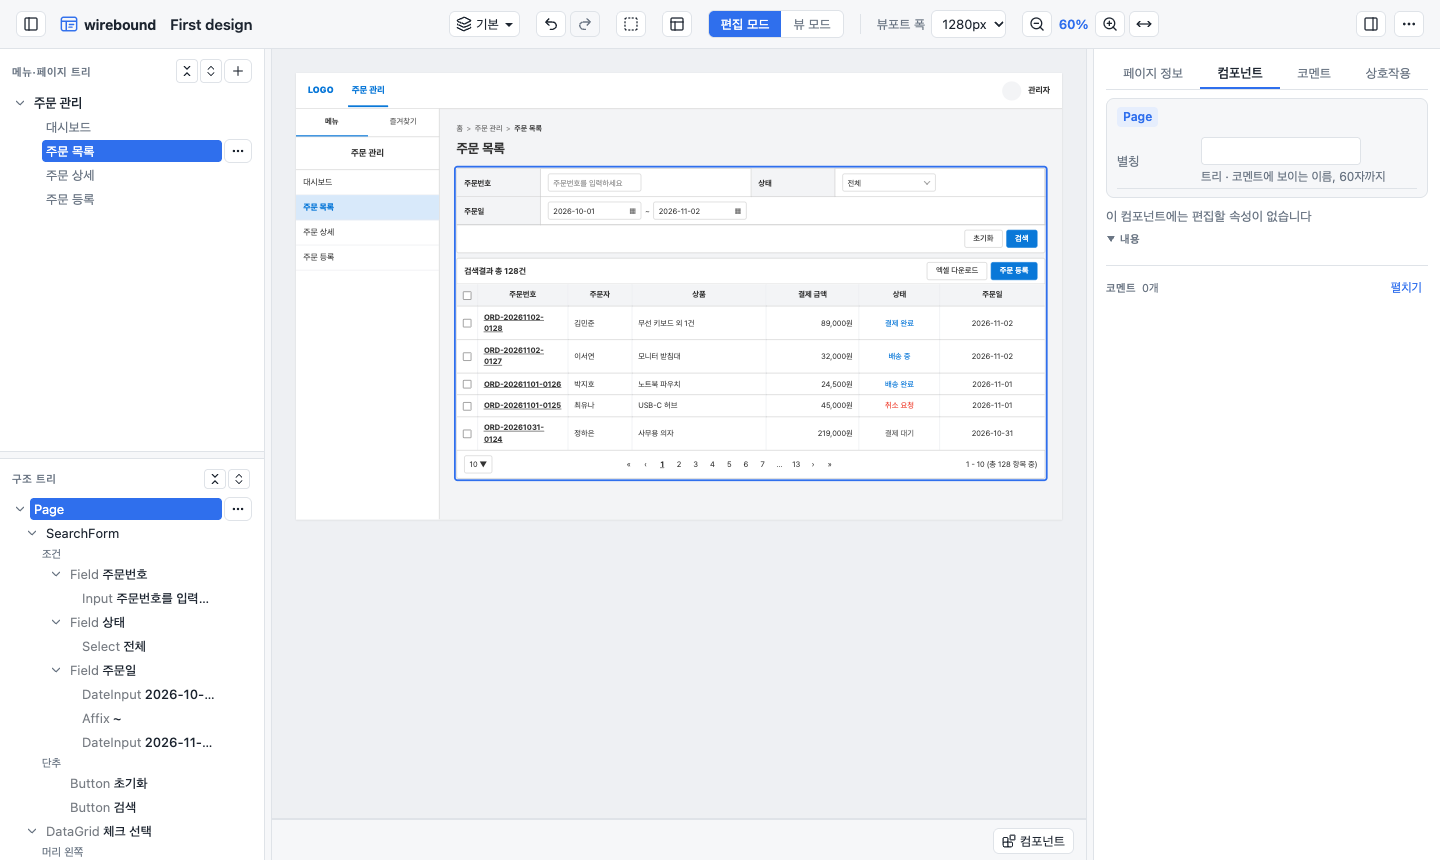 wirebound First design
기본
편집 모드 뷰 모드
뷰포트 폭 1280px
60%
메뉴·페이지 트리
주문 관리
대시보드
주문 목록
주문 상세
주문 등록
구조 트리
Page
SearchForm
조건
Field 주문번호
Input 주문번호를 입력...
Field 상태
Select 전체
Field 주문일
DateInput 2026-10-...
Affix ~
DateInput 2026-11-...
단추
Button 초기화
Button 검색
DataGrid 체크 선택
머리 왼쪽
LOGO 주문 관리 관리자
메뉴 즐겨찾기
주문 관리
대시보드
주문 목록
주문 상세
주문 등록
홈 > 주문 관리 > 주문 목록
주문 목록
주문번호 주문번호를 입력하세요 상태 전체
주문일 2026-10-01 ~ 2026-11-02
초기화 검색
검색결과 총 128건 엑셀 다운로드 주문 등록
주문번호 주문자 상품 결제 금액 상태 주문일
ORD-20261102-
0128 김민준 무선 키보드 외 1건 89,000원 결제 완료 2026-11-02
ORD-20261102-
0127 이서연 모니터 받침대 32,000원 배송 중 2026-11-02
ORD-20261101-0126 박지호 노트북 파우치 24,500원 배송 완료 2026-11-01
ORD-20261101-0125 최유나 USB-C 허브 45,000원 취소 요청 2026-11-01
ORD-20261031-
0124 정하은 사무용 의자 219,000원 결제 대기 2026-10-31
10 ▼ « ‹ 1 2 3 4 5 6 7 ... 13 › » 1 - 10 (총 128 항목 중)
컴포넌트
페이지 정보 컴포넌트 코멘트 상호작용
Page
별칭
트리 · 코멘트에 보이는 이름, 60자까지
이 컴포넌트에는 편집할 속성이 없습니다
▼ 내용
코멘트 0개 펼치기